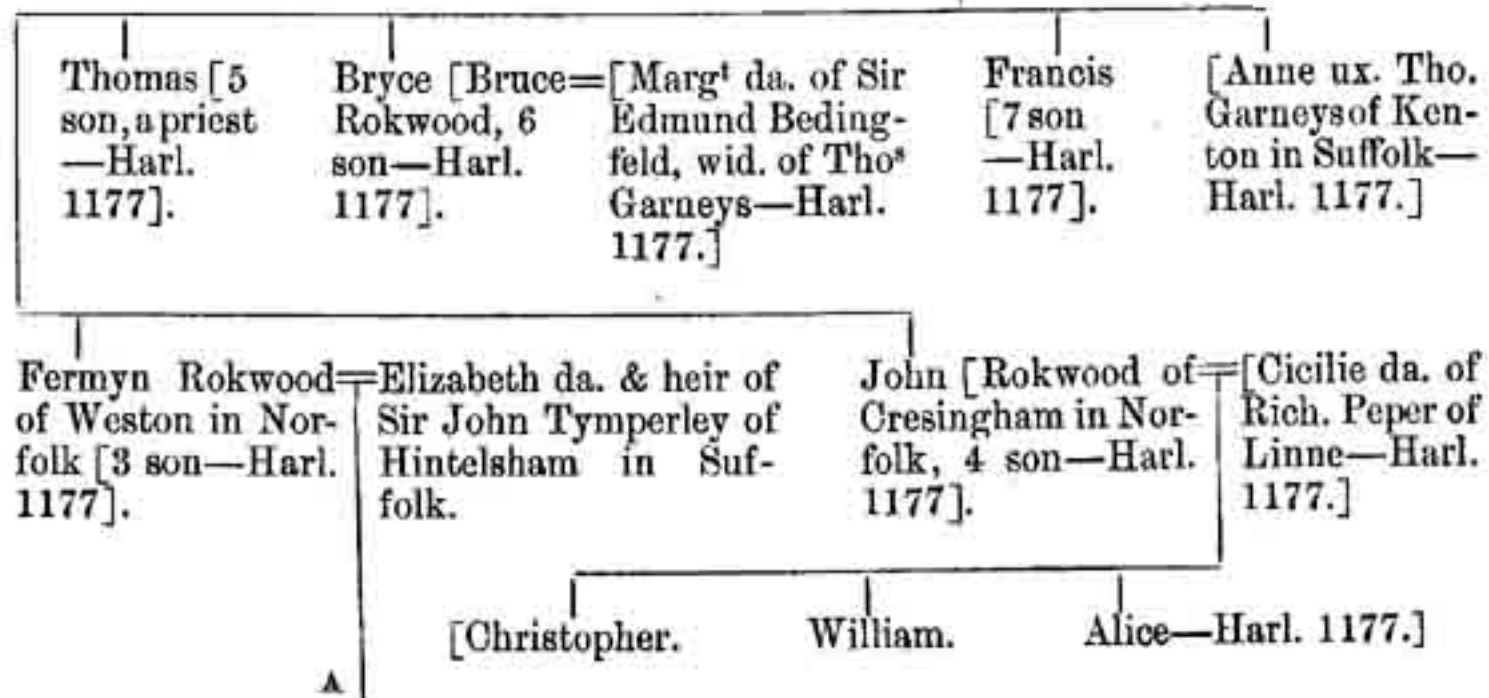 Thomas [5
son, a priest
—Harl.
1177].
Bryce [Bruce=
Rokwood, 6
son—Harl.
1177].
[Margᵗ da. of Sir
Edmund Beding-
feld, wid. of Thoˢ
Garneys—Harl.
1177.]
Francis
[7 son
—Harl.
1177].
[Anne ux. Tho.
Garneys of Ken-
ton in Suffolk—
Harl. 1177.]
Fermyn Rokwood=
of Weston in Nor-
folk [3 son—Harl.
1177].
Elizabeth da. & heir of
Sir John Tymperley of
Hintelsham in Suf-
folk.
John [Rokwood of=
Cresingham in Nor-
folk, 4 son—Harl.
1177].
[Cicilie da. of
Rich. Peper of
Linne—Harl.
1177.]
[Christopher.
William.
Alice—Harl. 1177.]
A